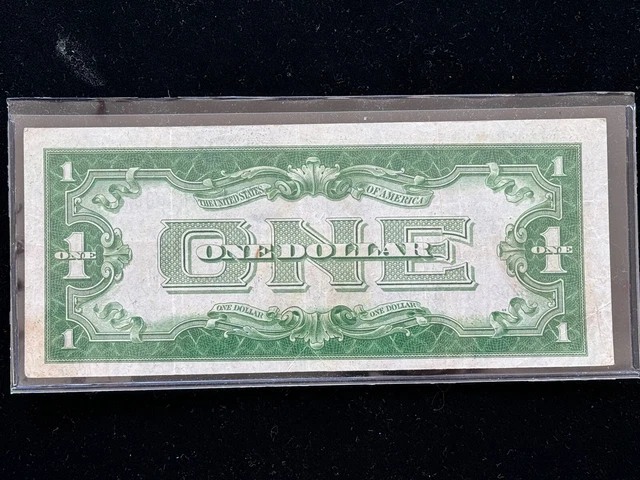 1 1
THE UNITED STATES OF AMERICA
ONE
1 ONE ONE DOLLAR 1 ONE
ONE DOLLAR ONE DOLLAR
1 1